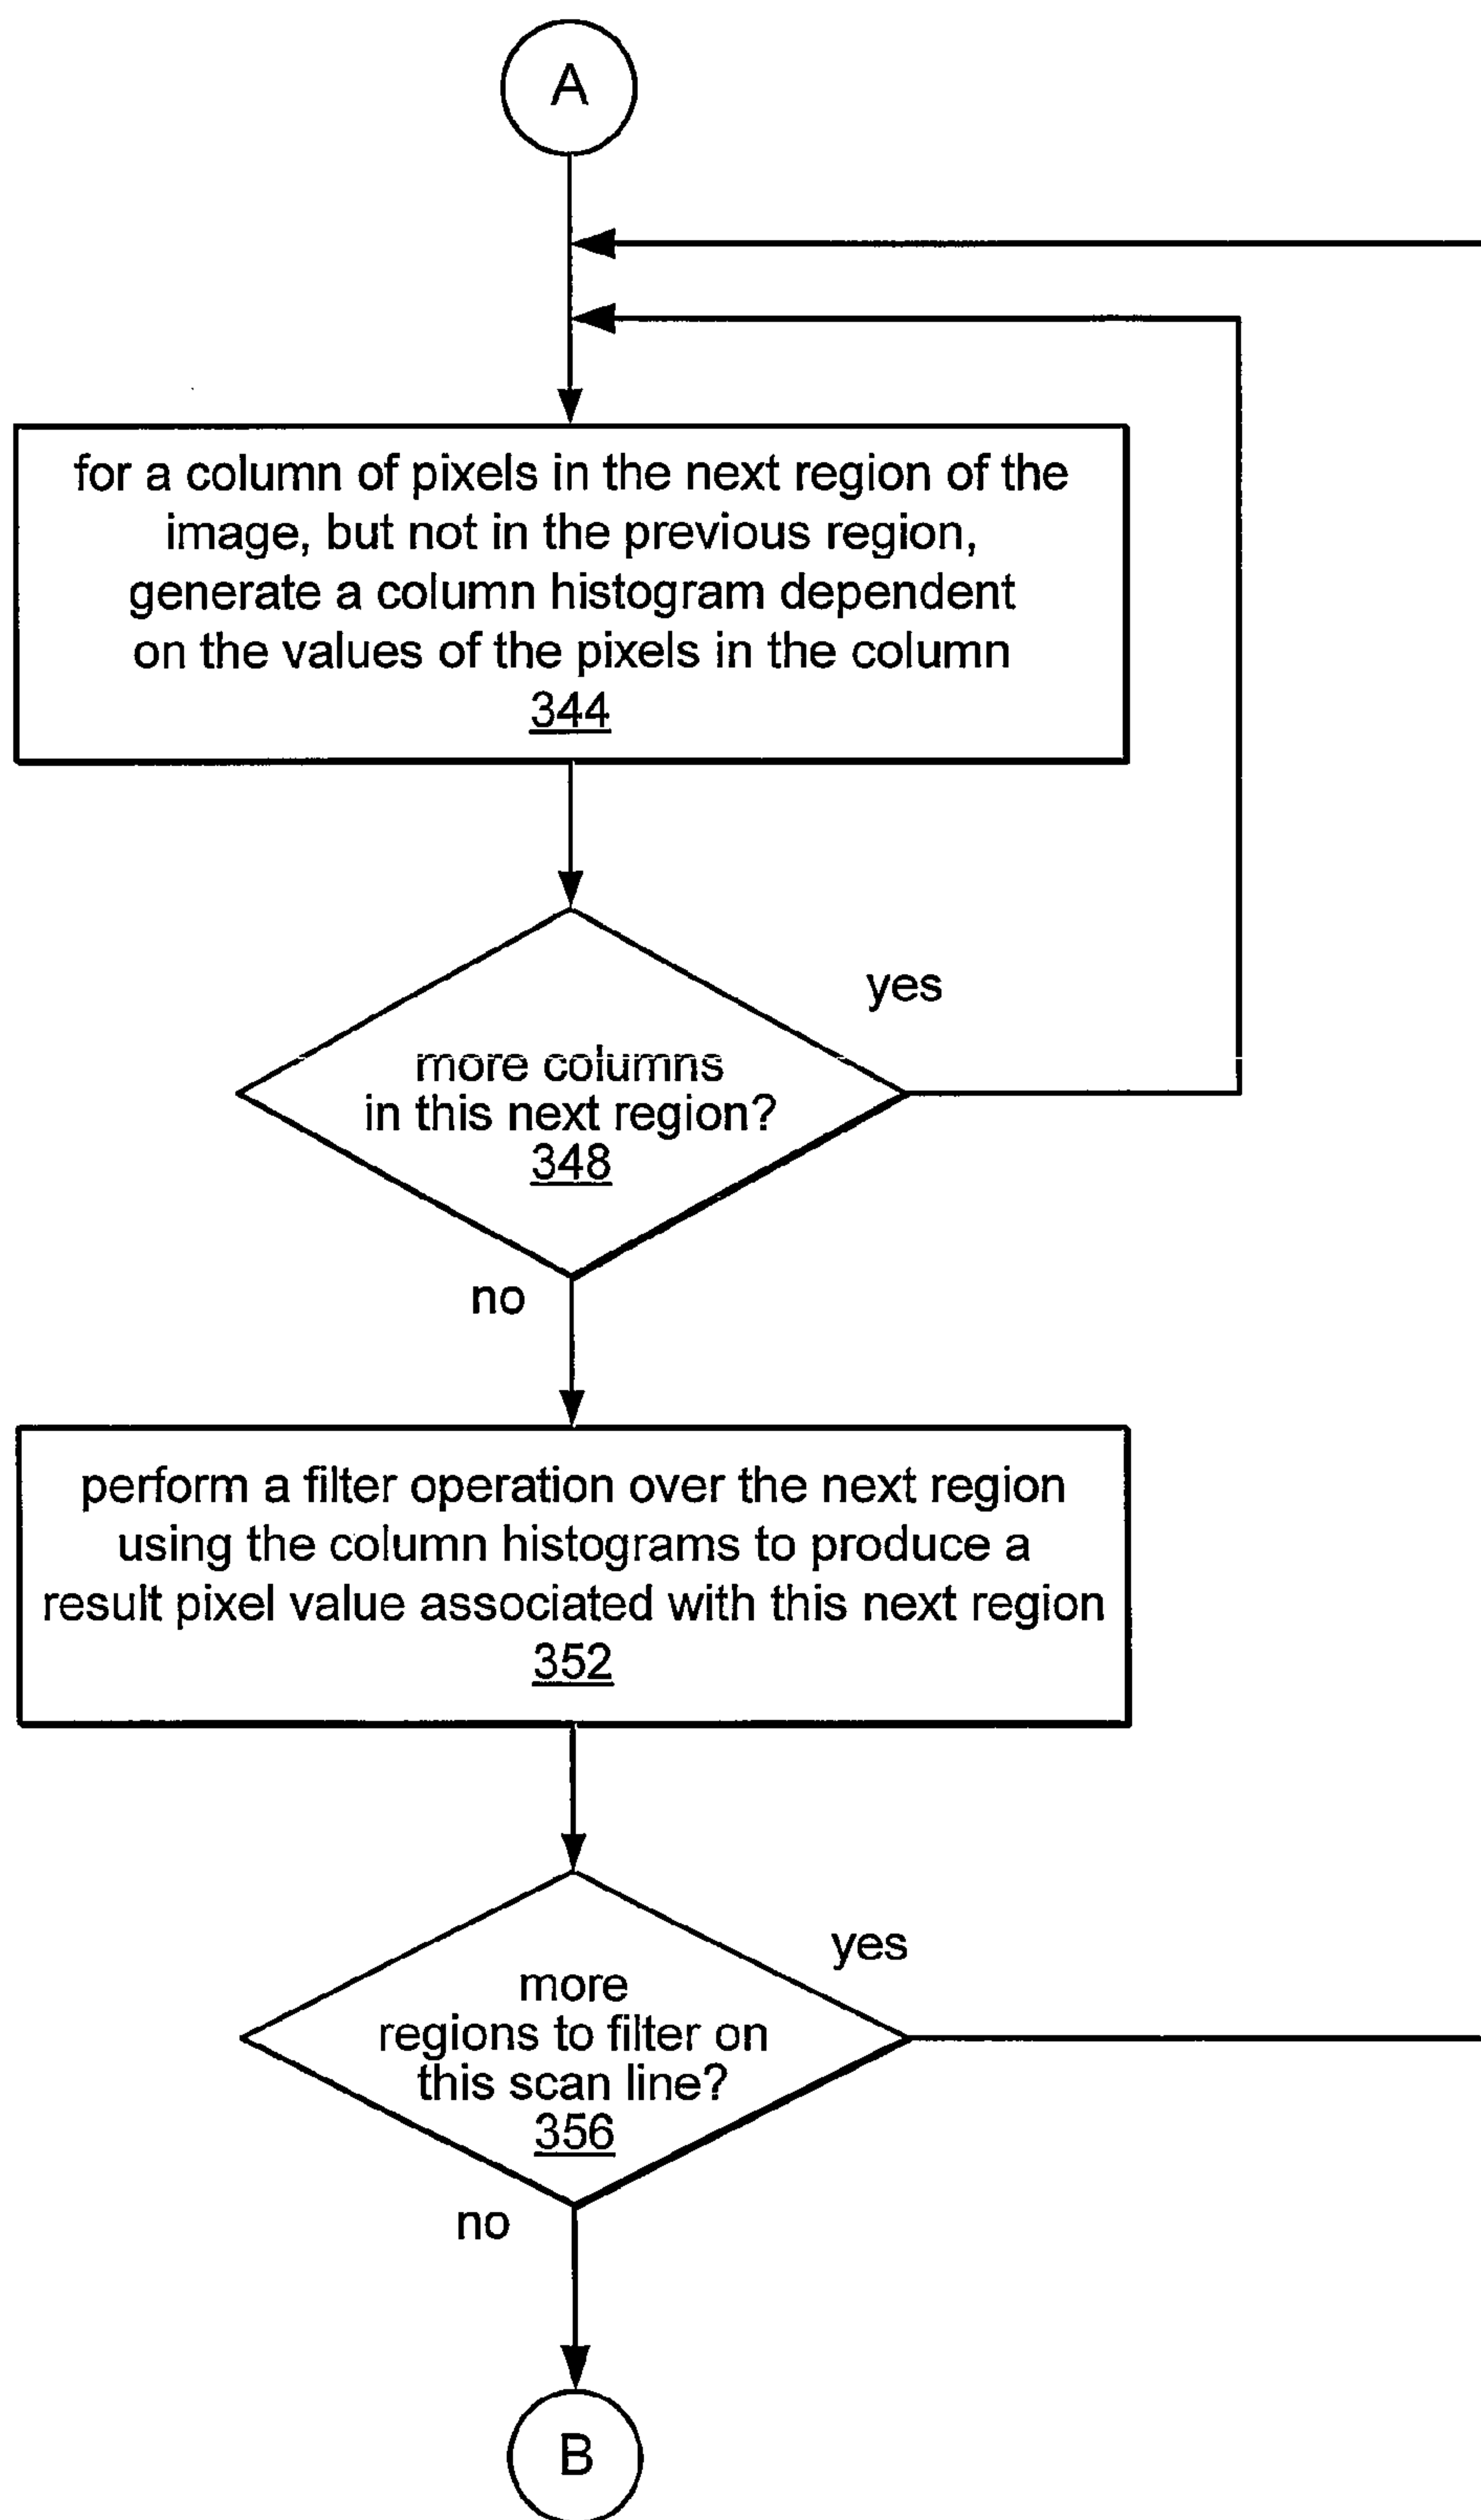 A
for a column of pixels in the next region of the
image, but not in the previous region,
generate a column histogram dependent
on the values of the pixels in the column
344
yes
more columns
in this next region?
348
no
perform a filter operation over the next region
using the column histograms to produce a
result pixel value associated with this next region
352
yes
more
regions to filter on
this scan line?
356
no
B